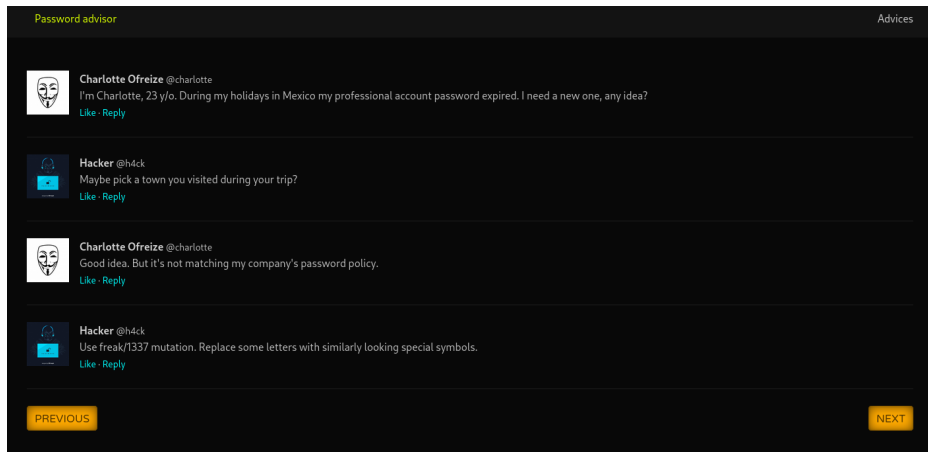 Password advisor
Advices
Charlotte Ofreize @charlotte
I'm Charlotte, 23 y/o. During my holidays in Mexico my professional account password expired. I need a new one, any idea?
Like · Reply
Hacker @h4ck
Maybe pick a town you visited during your trip?
Like · Reply
Charlotte Ofreize @charlotte
Good idea. But it's not matching my company's password policy.
Like · Reply
Hacker @h4ck
Use freak/1337 mutation. Replace some letters with similarly looking special symbols.
Like · Reply
PREVIOUS
NEXT